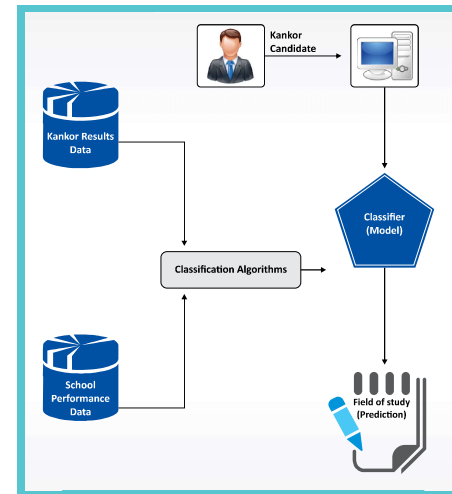 Kankor
Candidate
Kankor Results
Data
Classifier
(Model)
Classification Algorithms
School
Performance
Data
Field of study
(Prediction)